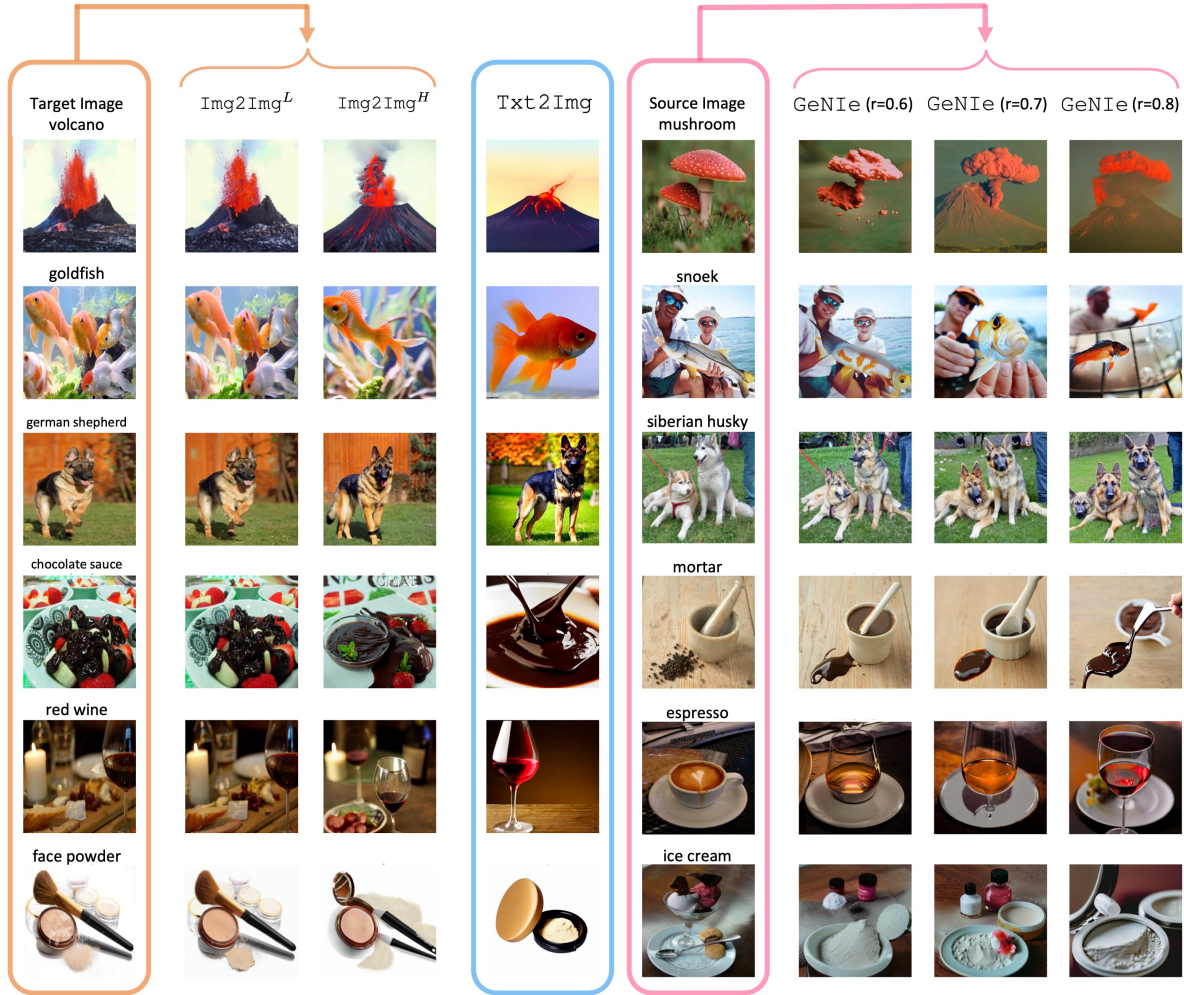 Target Image
volcano
Img2Img^L
Img2Img^H
Txt2Img
Source Image
mushroom
GeNIe (r=0.6)
GeNIe (r=0.7)
GeNIe (r=0.8)
goldfish
snoek
german shepherd
siberian husky
chocolate sauce
mortar
red wine
espresso
face powder
ice cream